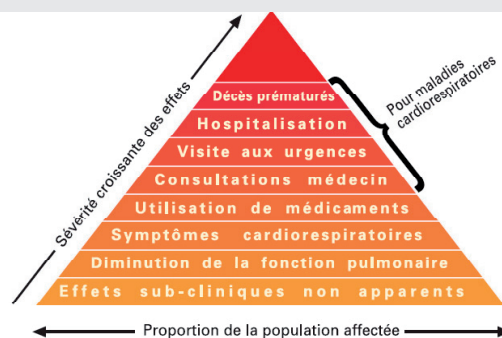 Décès prématurés
Hospitalisation
Visite aux urgences
Consultations médecin
Utilisation de médicaments
Symptômes cardiorespiratoires
Diminution de la fonction pulmonaire
Effets sub-cliniques non apparents
Sévérité croissante des effets
Pour maladies
cardiorespiratoires
Proportion de la population affectée